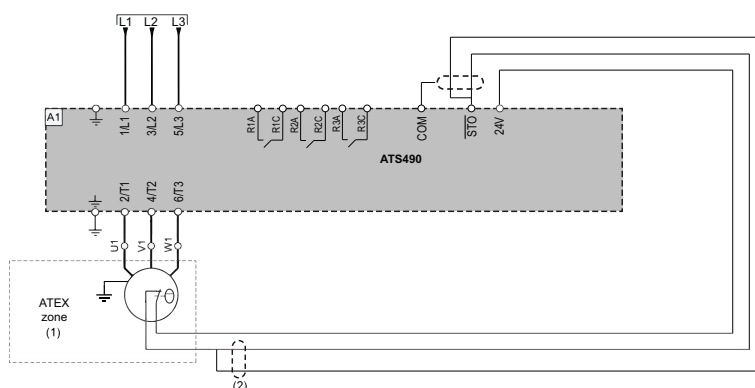 L1 L2 L3
A1
1/L1 3/L2 5/L3
R1A R1C R2A R2C R3A R3C
COM STO 24V
ATS490
2/T1 4/T2 6/T3
U1 V1 W1
ATEX
zone
(1)
(2)